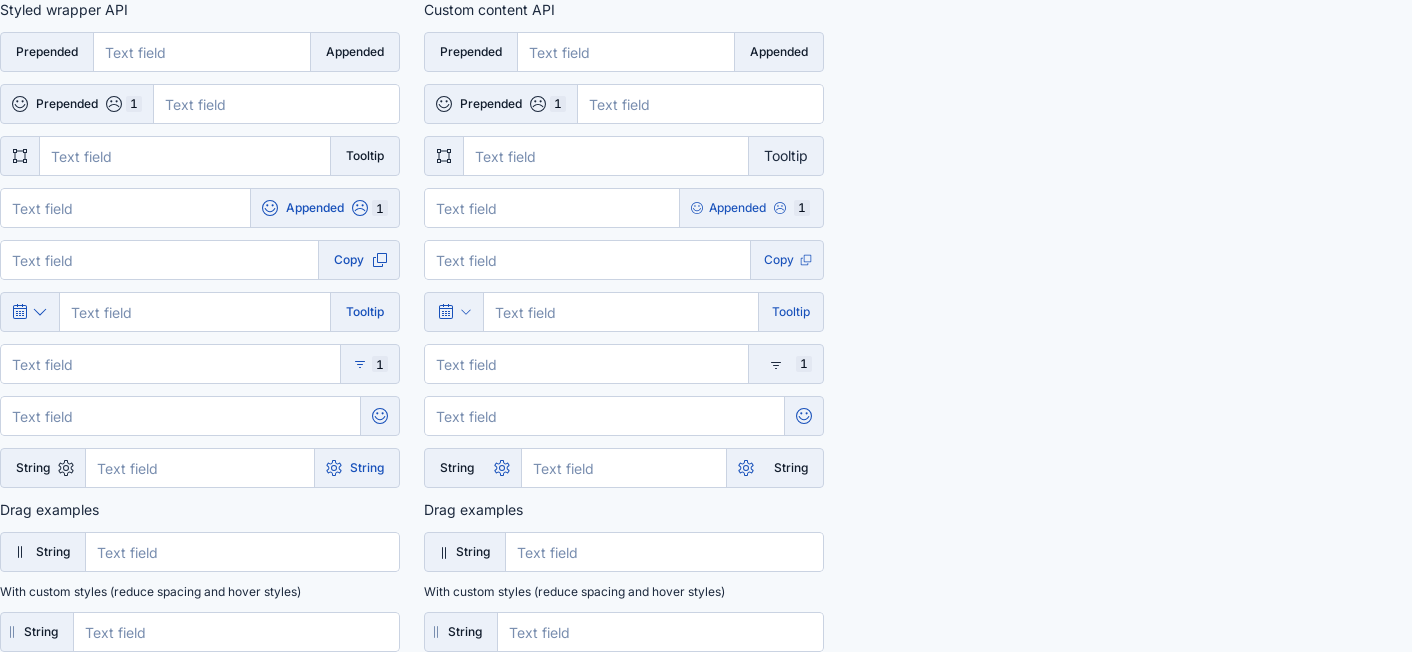 Styled wrapper API
Custom content API
Prepended Text field Appended
Prepended Text field Appended
Prepended 1 Text field
Prepended 1 Text field
Text field Tooltip
Text field Tooltip
Text field Appended 1
Text field Appended 1
Text field Copy
Text field Copy
Text field Tooltip
Text field Tooltip
Text field 1
Text field 1
Text field
Text field
String Text field String
String Text field String
Drag examples
Drag examples
String Text field
String Text field
With custom styles (reduce spacing and hover styles)
With custom styles (reduce spacing and hover styles)
String Text field
String Text field